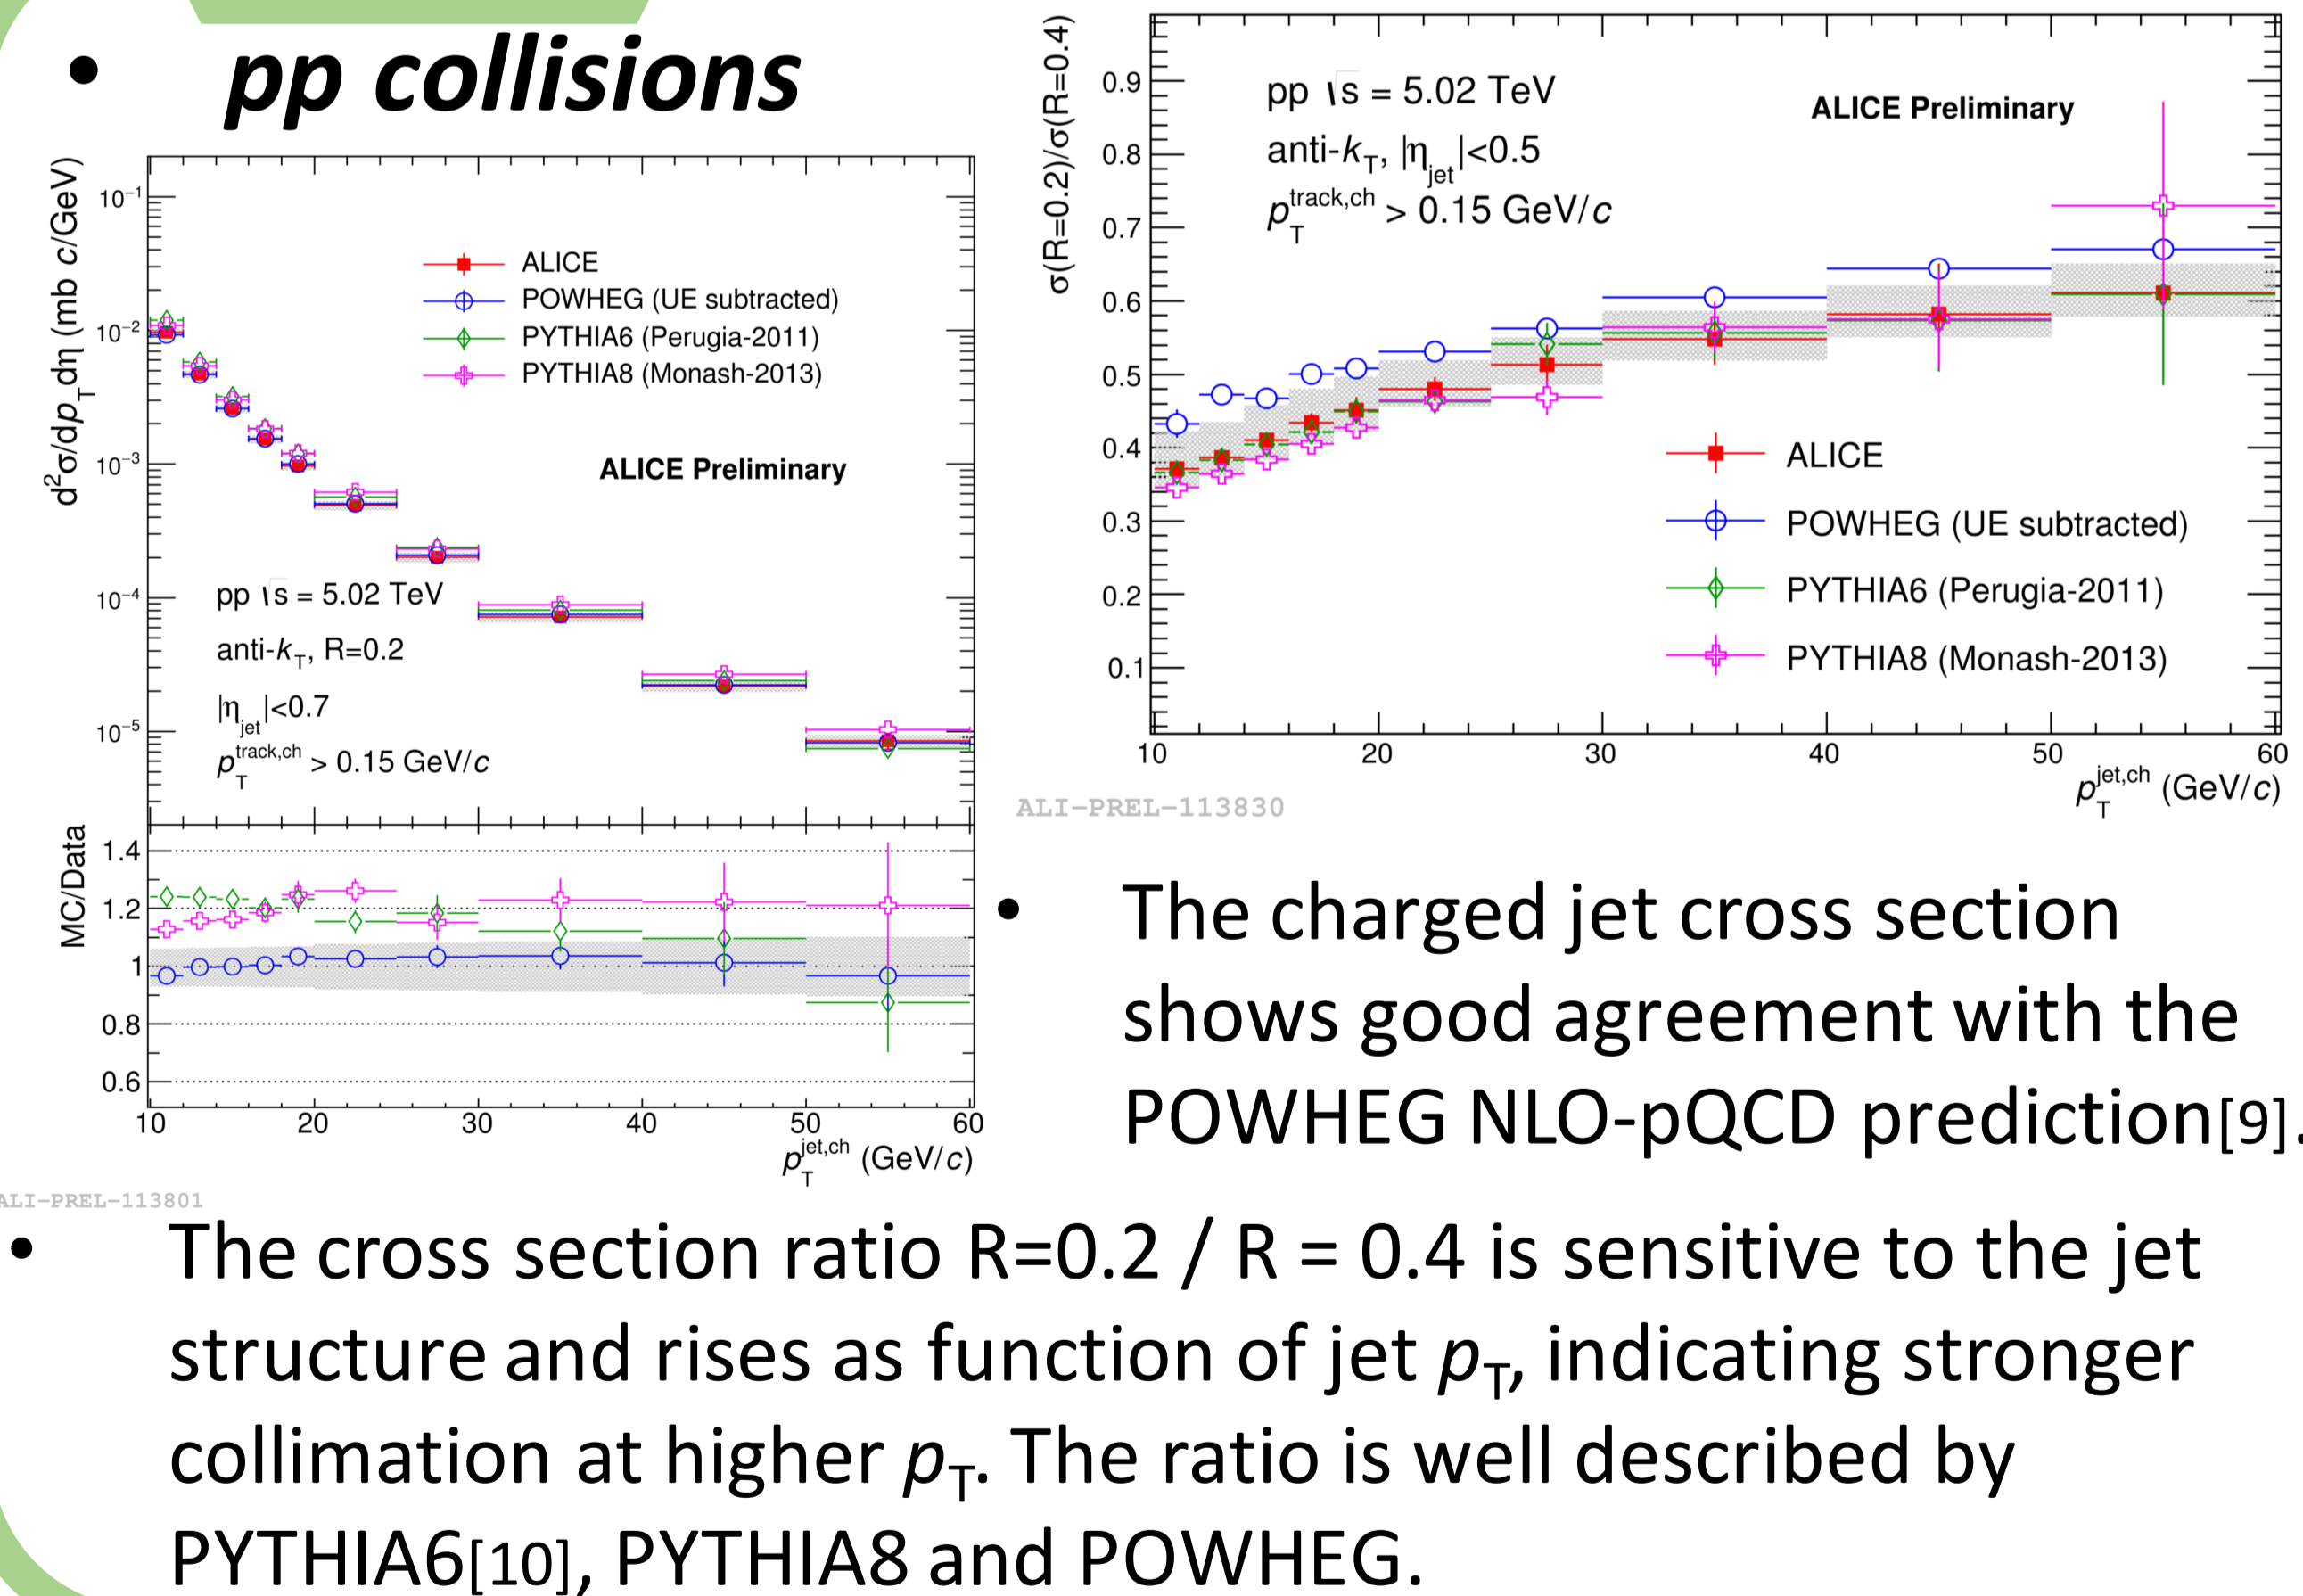 • pp collisions
d²σ/dp_T dη (mb c/GeV)
10⁻¹
10⁻²
10⁻³
10⁻⁴
10⁻⁵
ALICE
POWHEG (UE subtracted)
PYTHIA6 (Perugia-2011)
PYTHIA8 (Monash-2013)
ALICE Preliminary
pp √s = 5.02 TeV
anti-k_T, R=0.2
|η_jet|<0.7
p_T^track,ch > 0.15 GeV/c
MC/Data
1.4
1.2
1
0.8
0.6
10 20 30 40 50 60
p_T^jet,ch (GeV/c)
ALI-PREL-113801
σ(R=0.2)/σ(R=0.4)
0.9
0.8
0.7
0.6
0.5
0.4
0.3
0.2
0.1
pp √s = 5.02 TeV
anti-k_T, |η_jet|<0.5
p_T^track,ch > 0.15 GeV/c
ALICE Preliminary
ALICE
POWHEG (UE subtracted)
PYTHIA6 (Perugia-2011)
PYTHIA8 (Monash-2013)
10 20 30 40 50 60
p_T^jet,ch (GeV/c)
ALI-PREL-113830
• The charged jet cross section
shows good agreement with the
POWHEG NLO-pQCD prediction[9].
• The cross section ratio R=0.2 / R = 0.4 is sensitive to the jet
structure and rises as function of jet p_T, indicating stronger
collimation at higher p_T. The ratio is well described by
PYTHIA6[10], PYTHIA8 and POWHEG.